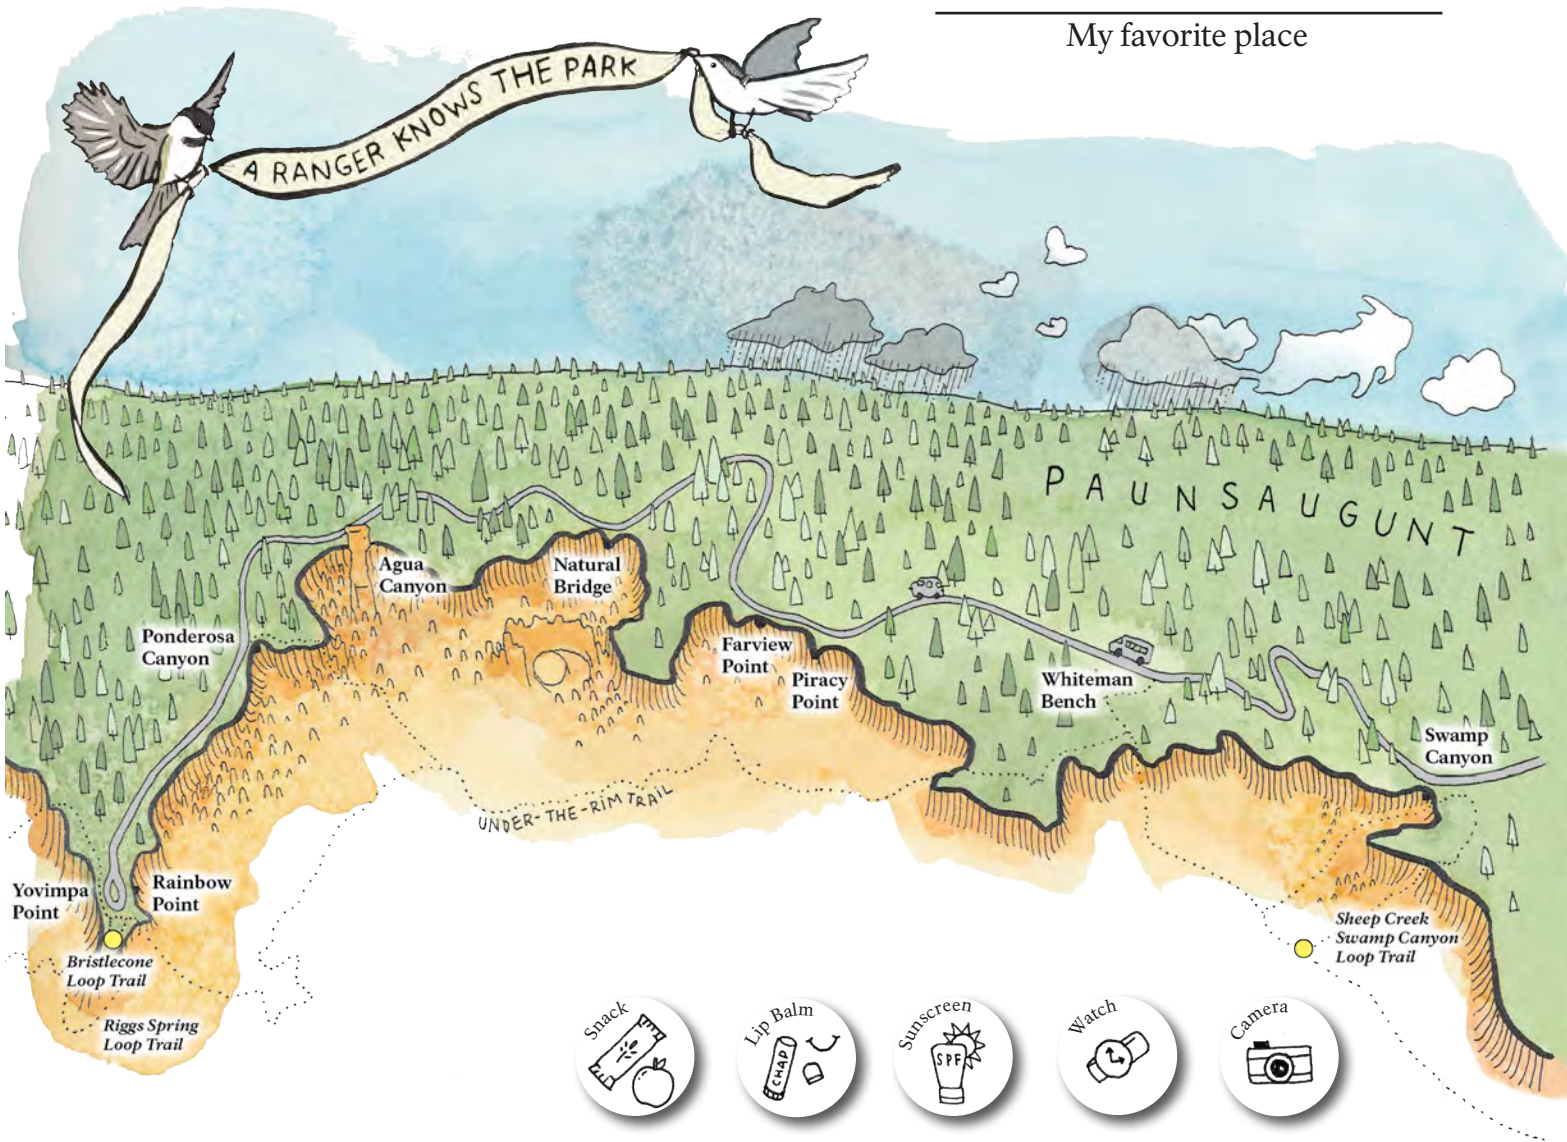 My favorite place
A RANGER KNOWS THE PARK
PAUNSAUGUNT
Agua
Canyon
Natural
Bridge
Ponderosa
Canyon
Farview
Point
Piracy
Point
Whiteman
Bench
Swamp
Canyon
UNDER-THE-RIM TRAIL
Yovimpa
Point
Rainbow
Point
Bristlecone
Loop Trail
Riggs Spring
Loop Trail
Sheep Creek
Swamp Canyon
Loop Trail
Snack
Lip Balm
CHAP
Sunscreen
SPF
Watch
Camera